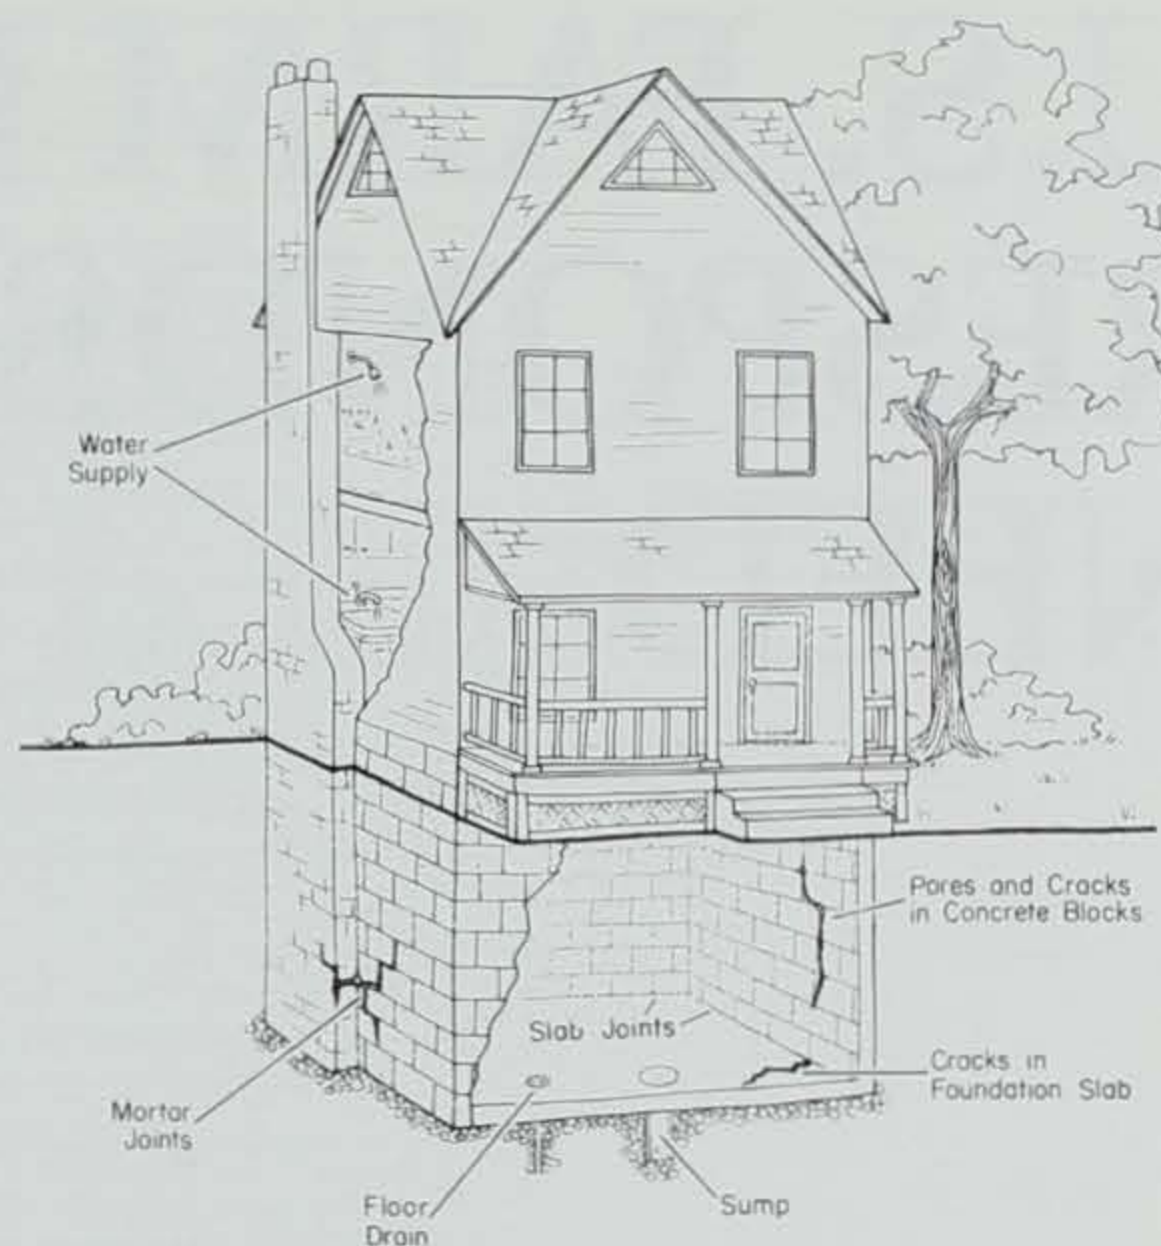 Water
Supply
Pores and Cracks
in Concrete Blocks
Slab Joints
Cracks in
Foundation Slab
Mortar
Joints
Floor
Drain
Sump